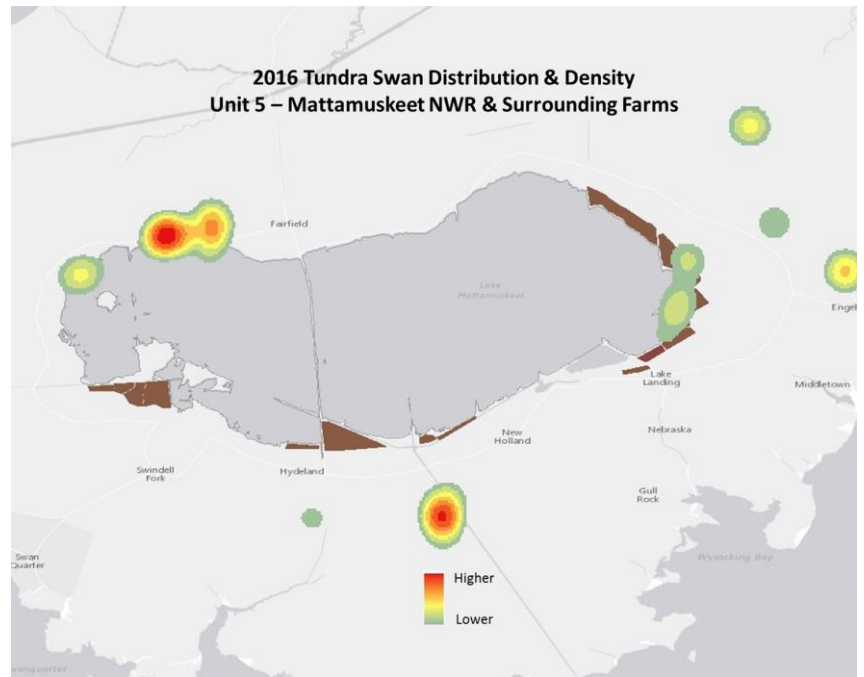 2016 Tundra Swan Distribution & Density
Unit 5 – Mattamuskeet NWR & Surrounding Farms
Fairfield
Lake
Mattamuskeet
Engel
Lake
Landing
Middletown
New
Holland
Nebraska
Swindell
Fork
Hydeland
Gull
Rock
Swan
Quarter
Wysocking Bay
Higher
Lower